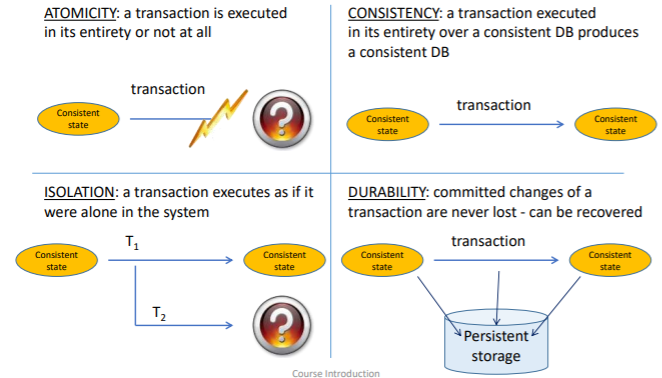 ATOMICITY: a transaction is executed
in its entirety or not at all
transaction
Consistent
state
?
CONSISTENCY: a transaction executed
in its entirety over a consistent DB produces
a consistent DB
transaction
Consistent
state
Consistent
state
ISOLATION: a transaction executes as if it
were alone in the system
T1
Consistent
state
Consistent
state
T2
?
DURABILITY: committed changes of a
transaction are never lost - can be recovered
transaction
Consistent
state
Consistent
state
Persistent
storage
Course Introduction